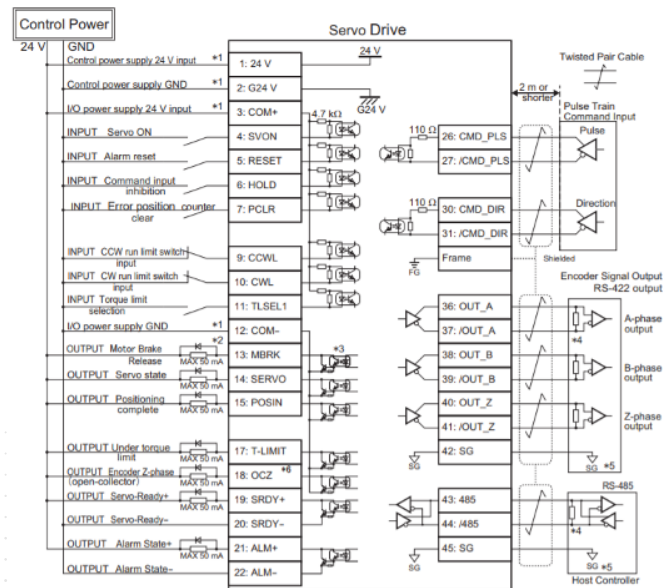 Control Power
Servo Drive
24 V
GND
24 V
Twisted Pair Cable
Control power supply 24 V input *1
1: 24 V
Control power supply GND *1
2: G24 V
G24 V
2 m or
shorter
I/O power supply 24 V input *1
3: COM+
4.7 kΩ
Pulse Train
Command Input
INPUT Servo ON
4: SVON
110 Ω
26: CMD_PLS
Pulse
INPUT Alarm reset
5: RESET
27: /CMD_PLS
INPUT Command input
inhibition
6: HOLD
INPUT Error position counter
clear
7: PCLR
110 Ω
30: CMD_DIR
Direction
31: /CMD_DIR
INPUT CCW run limit switch
input
9: CCWL
Frame
Shielded
FG
INPUT CW run limit switch
input
10: CWL
Encoder Signal Output
RS-422 output
INPUT Torque limit
selection
11: TLSEL1
36: OUT_A
A-phase
output
I/O power supply GND *1
12: COM−
37: /OUT_A
*4
*2
OUTPUT Motor Brake
Release
MAX 50 mA
13: MBRK
*3
38: OUT_B
B-phase
output
OUTPUT Servo state
MAX 50 mA
14: SERVO
39: /OUT_B
OUTPUT Positioning
complete
MAX 50 mA
15: POSIN
40: OUT_Z
Z-phase
output
41: /OUT_Z
OUTPUT Under torque
limit
MAX 50 mA
17: T-LIMIT
42: SG
SG
SG
*5
OUTPUT Encoder Z-phase
(open-collector)
MAX 50 mA
18: OCZ *6
RS-485
OUTPUT Servo-Ready+
MAX 50 mA
19: SRDY+
43: 485
OUTPUT Servo-Ready−
20: SRDY−
44: /485
*4
OUTPUT Alarm State+
MAX 50 mA
21: ALM+
45: SG
SG
SG *5
OUTPUT Alarm State−
22: ALM−
Host Controller